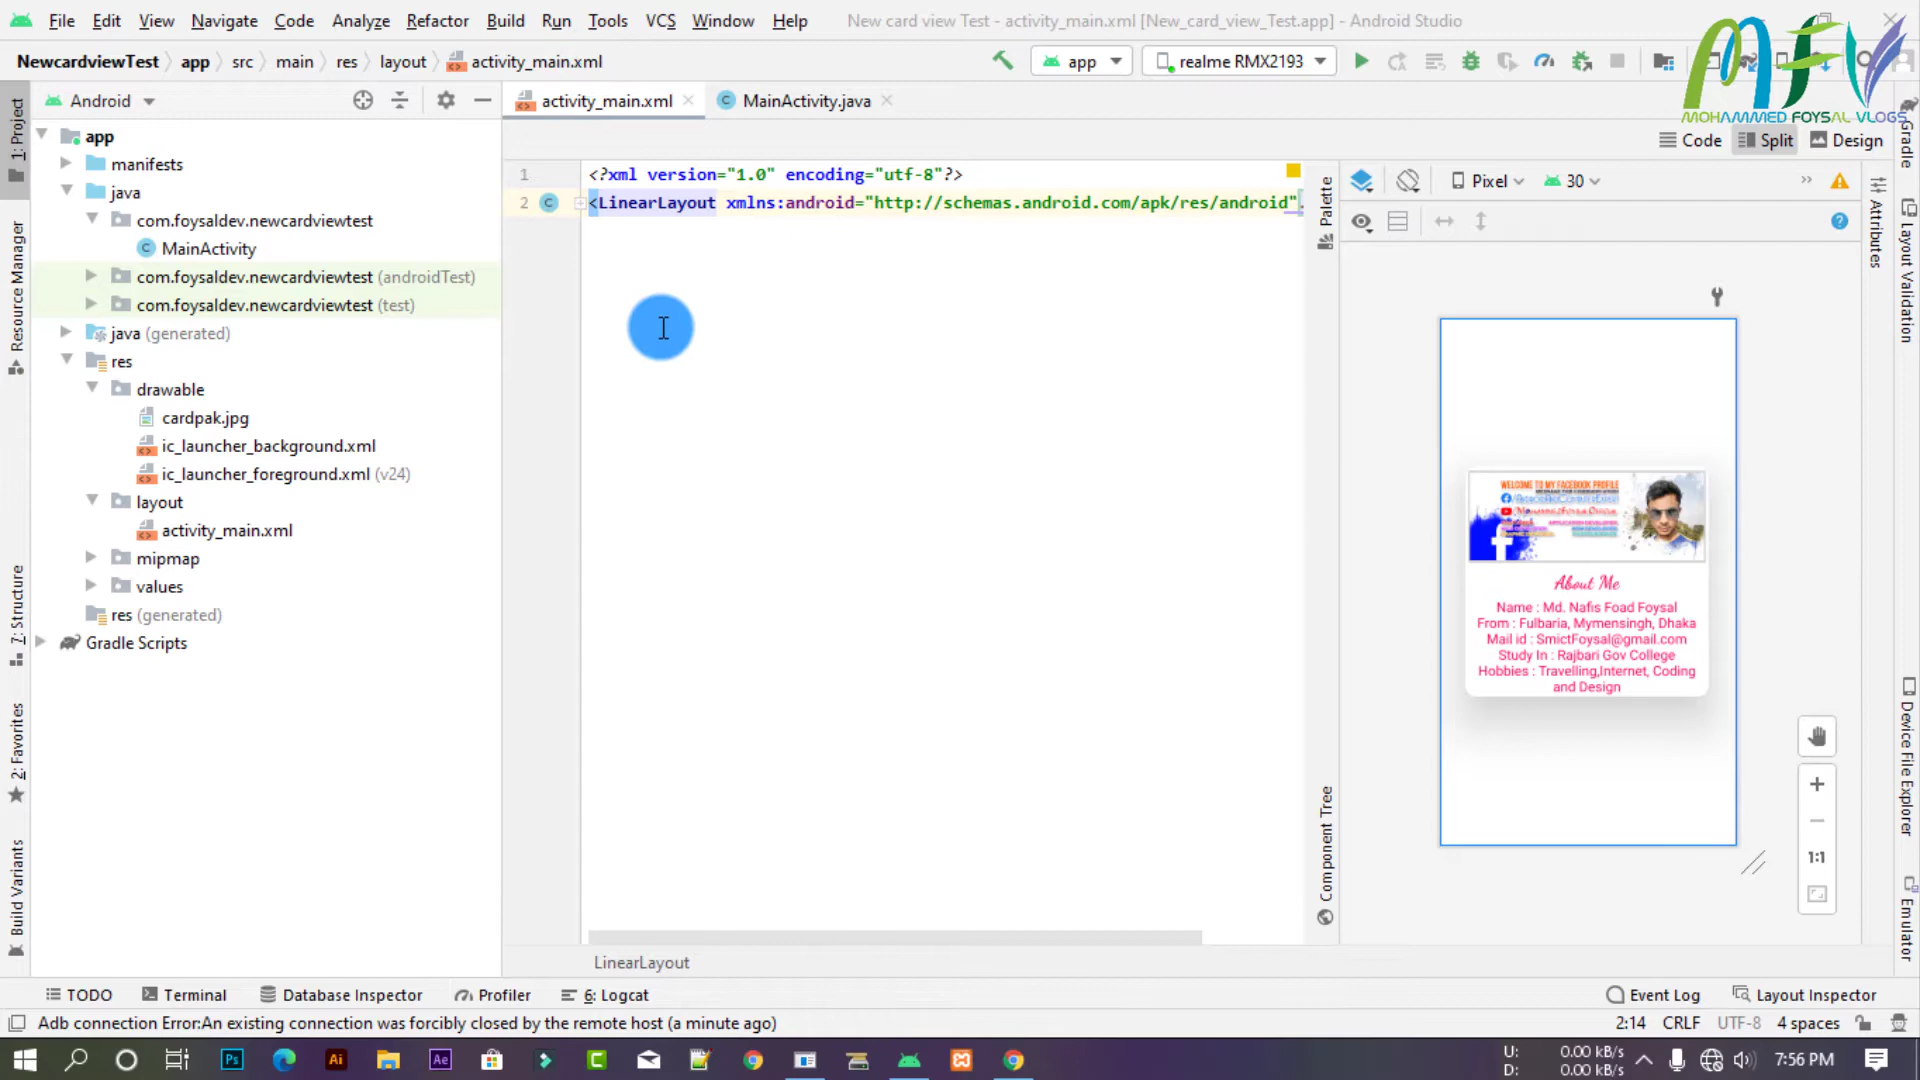 File Edit View Navigate Code Analyze Refactor Build Run Tools VCS Window Help New card view Test - activity_main.xml [New_card_view_Test.app] - Android Studio
MFV
MOHAMMED FOYSAL VLOGS
NewcardviewTest app src main res layout activity_main.xml app realme RMX2193
Android activity_main.xml MainActivity.java
Code Split Design
1: Project
Resource Manager
7: Structure
2: Favorites
Build Variants
app
manifests
java
com.foysaldev.newcardviewtest
MainActivity
com.foysaldev.newcardviewtest (androidTest)
com.foysaldev.newcardviewtest (test)
java (generated)
res
drawable
cardpak.jpg
ic_launcher_background.xml
ic_launcher_foreground.xml (v24)
layout
activity_main.xml
mipmap
values
res (generated)
Gradle Scripts
1 <?xml version="1.0" encoding="utf-8"?>
2 <LinearLayout xmlns:android="http://schemas.android.com/apk/res/android"
LinearLayout
Palette
Component Tree
Pixel 30
WELCOME TO MY FACEBOOK PROFILE
About Me
Name : Md. Nafis Foad Foysal
From : Fulbaria, Mymensingh, Dhaka
Mail id : SmictFoysal@gmail.com
Study In : Rajbari Gov College
Hobbies : Travelling,Internet, Coding
and Design
1:1
Attributes
Gradle
Layout Validation
Device File Explorer
Emulator
TODO Terminal Database Inspector Profiler 6: Logcat Event Log Layout Inspector
Adb connection Error:An existing connection was forcibly closed by the remote host (a minute ago) 2:14 CRLF UTF-8 4 spaces
Ps Ai Ae C
U: 0.00 kB/s
D: 0.00 kB/s
7:56 PM